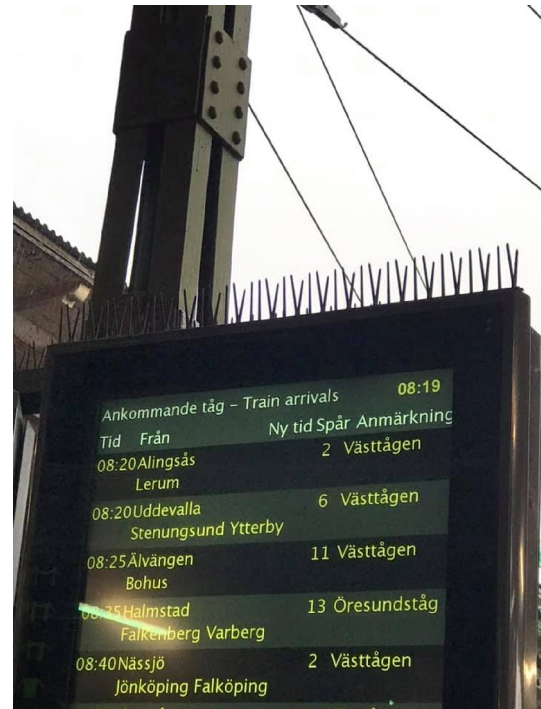 Ankommande tåg – Train arrivals 08:19
Tid Från Ny tid Spår Anmärkning
08:20 Alingsås 2 Västtågen
Lerum
08:20 Uddevalla 6 Västtågen
Stenungsund Ytterby
08:25 Älvängen 11 Västtågen
Bohus
08:35 Halmstad 13 Öresundståg
Falkenberg Varberg
08:40 Nässjö 2 Västtågen
Jönköping Falköping